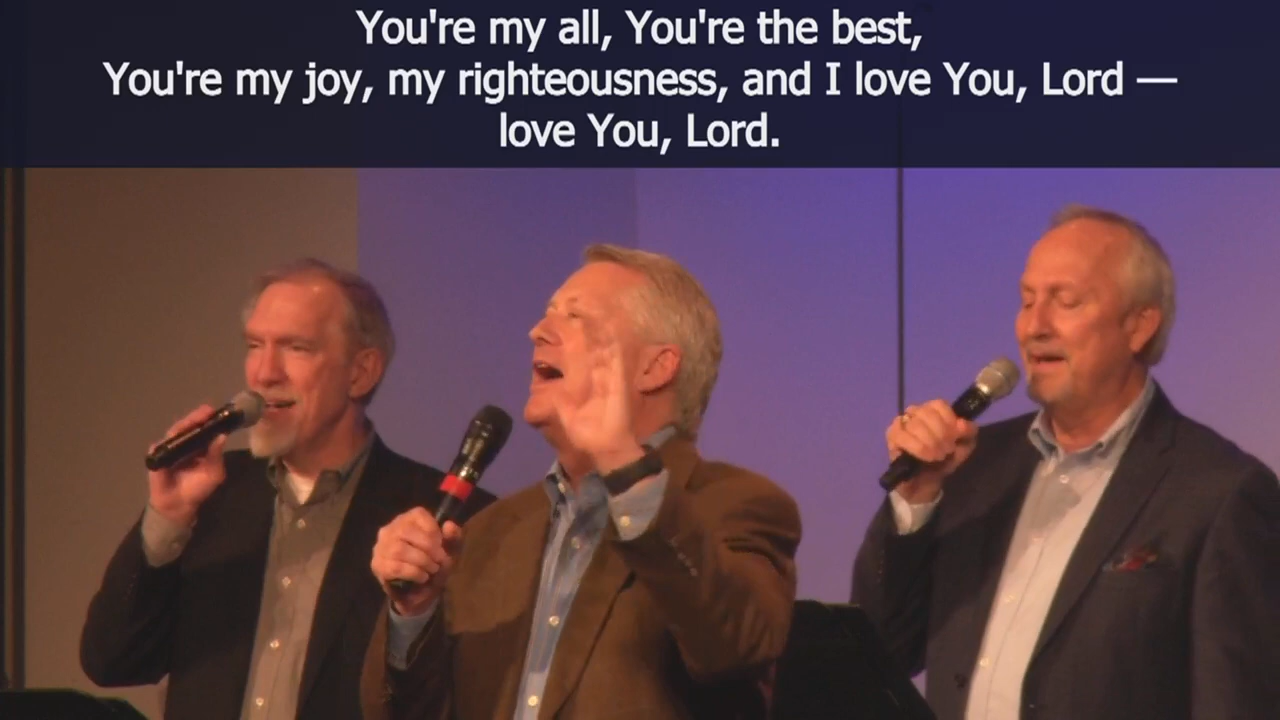 You're my all, You're the best,
You're my joy, my righteousness, and I love You, Lord —
love You, Lord.